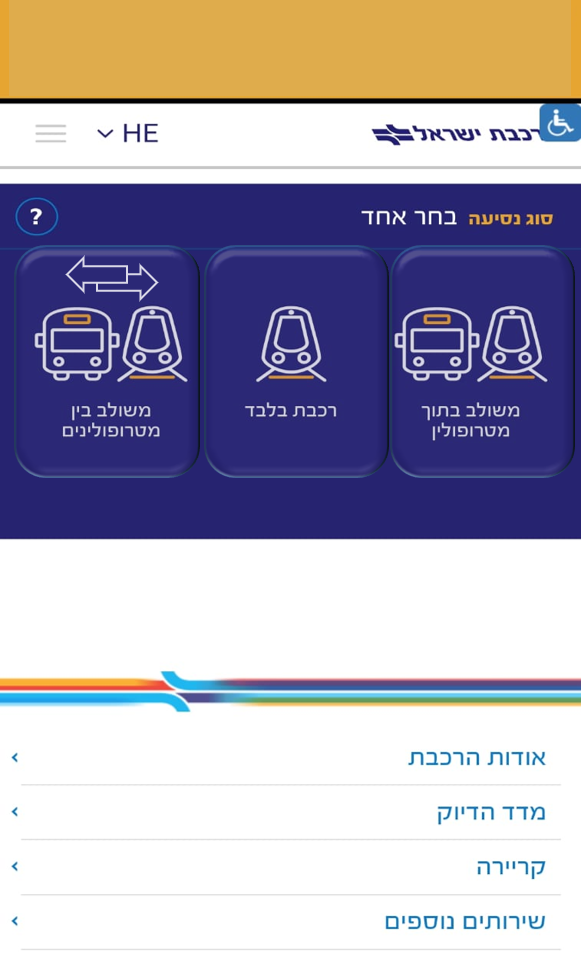 רכבת ישראל
HE
סוג נסיעה בחר אחד
?
משולב בתוך
מטרופולין
רכבת בלבד
משולב בין
מטרופולינים
אודות הרכבת
מדד הדיוק
קריירה
שירותים נוספים